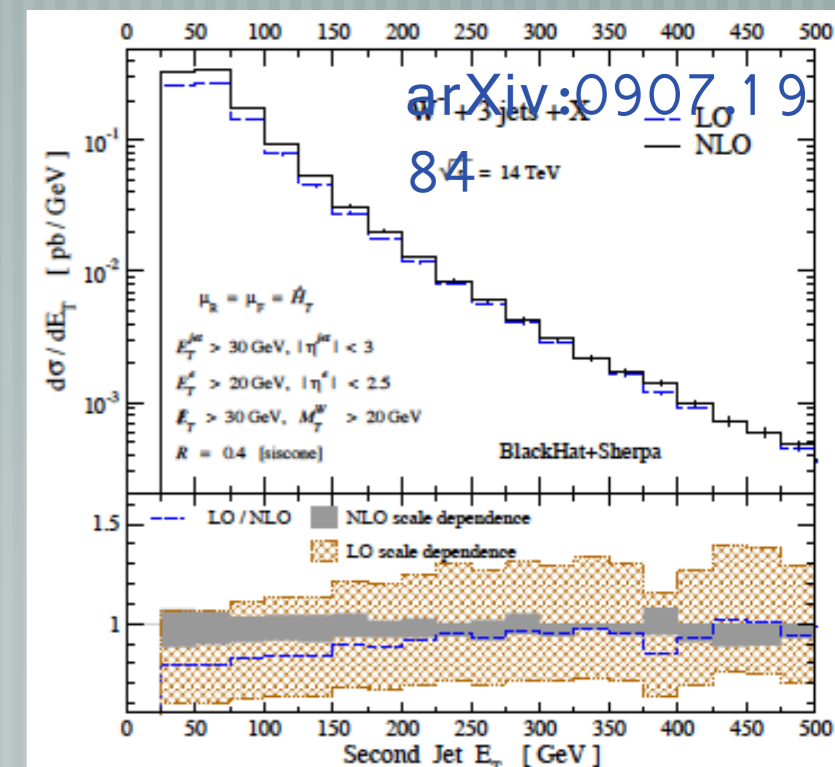 0 50 100 150 200 250 300 350 400 450 500
arXiv:0907.19
84
W⁻ + 3 jets + X
LO
NLO
= 14 TeV
10⁻¹
10⁻²
10⁻³
dσ / dE_T [ pb / GeV ]
μ_R = μ_F = Ĥ_T
E_T^jet > 30 GeV, | η^jet | < 3
E_T^e > 20 GeV, | η^e | < 2.5
E̸_T > 30 GeV, M_T^W > 20 GeV
R = 0.4 [siscone]
BlackHat+Sherpa
1.5
1
LO / NLO
NLO scale dependence
LO scale dependence
0 50 100 150 200 250 300 350 400 450 500
Second Jet E_T [ GeV ]